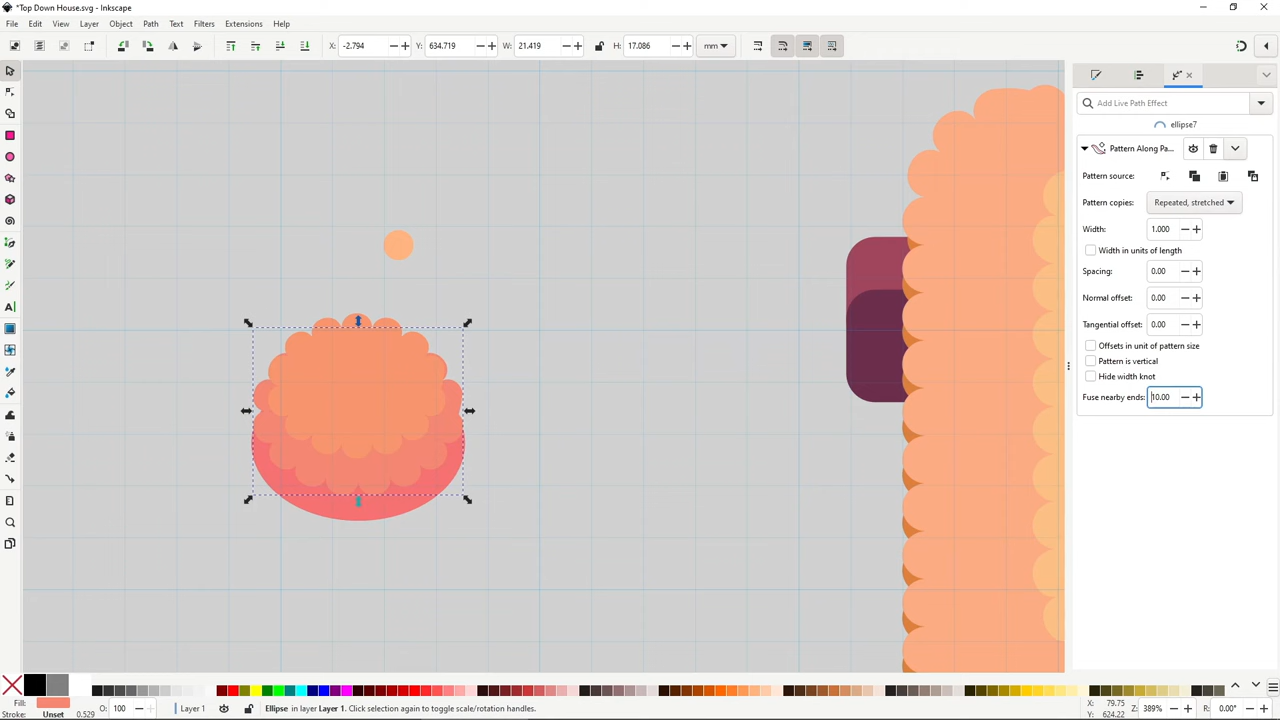 *Top Down House.svg - Inkscape
File Edit View Layer Object Path Text Filters Extensions Help
X: -2.794 Y: 634.719 W: 21.419 H: 17.086 mm
Add Live Path Effect
ellipse7
Pattern Along Pa...
Pattern source:
Pattern copies: Repeated, stretched
Width: 1.000
Width in units of length
Spacing: 0.00
Normal offset: 0.00
Tangential offset: 0.00
Offsets in unit of pattern size
Pattern is vertical
Hide width knot
Fuse nearby ends: 10.00
Fill:
Stroke: Unset 0.529
O: 100
Layer 1
Ellipse in layer Layer 1. Click selection again to toggle scale/rotation handles.
X: 79.75
Y: 624.22
Z: 389%
R: 0.00°